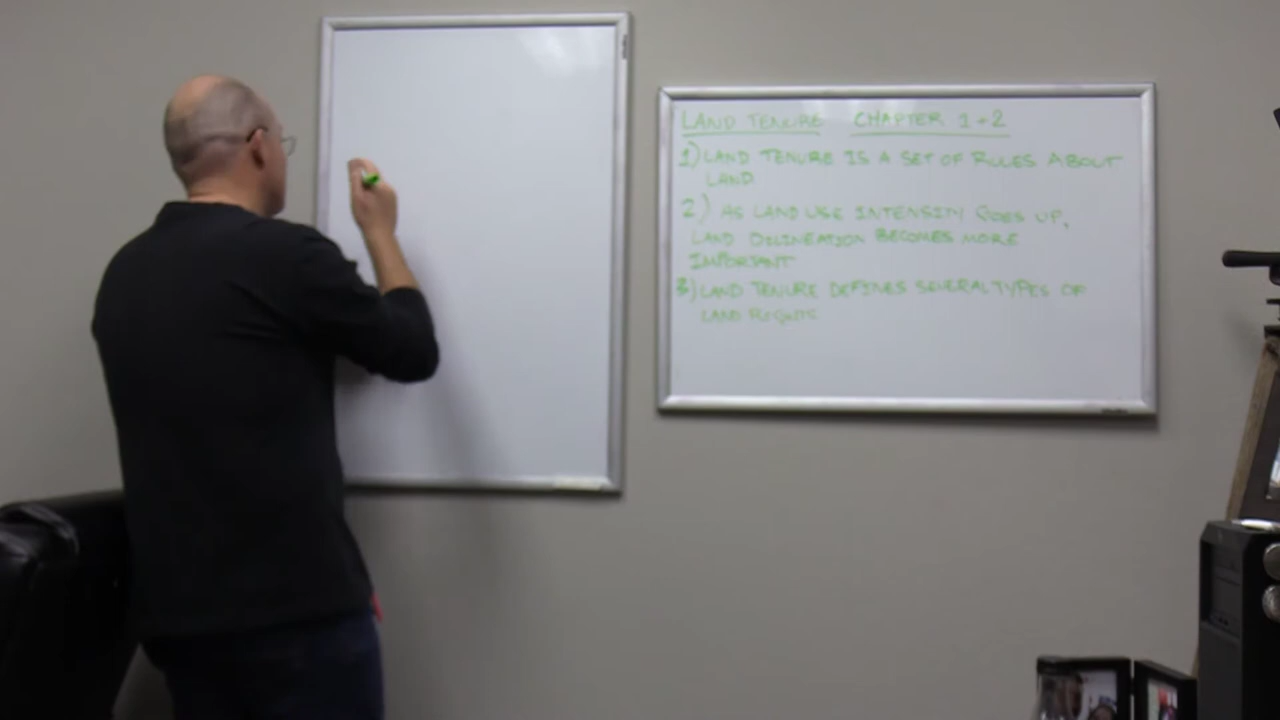 LAND TENURE CHAPTER 1+2
1) LAND TENURE IS A SET OF RULES ABOUT
LAND
2) AS LAND USE INTENSITY GOES UP,
LAND DILINEATION BECOMES MORE
IMPORTANT
3) LAND TENURE DEFINES SEVERAL TYPES OF
LAND RIGHTS